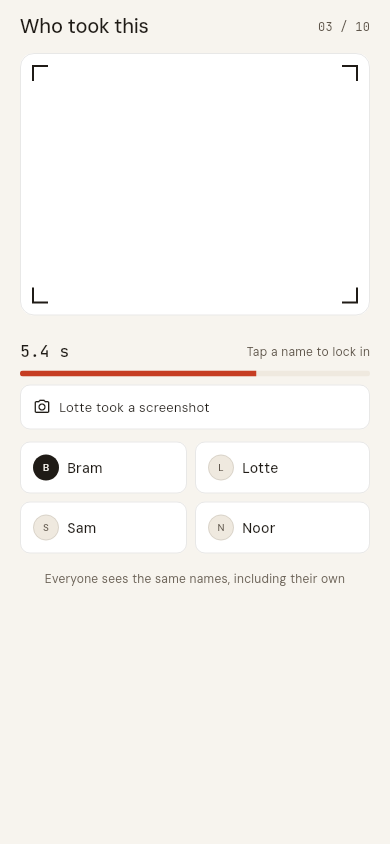 Who took this
03 / 10
5.4 s
Tap a name to lock in
Lotte took a screenshot
B Bram
L Lotte
S Sam
N Noor
Everyone sees the same names, including their own